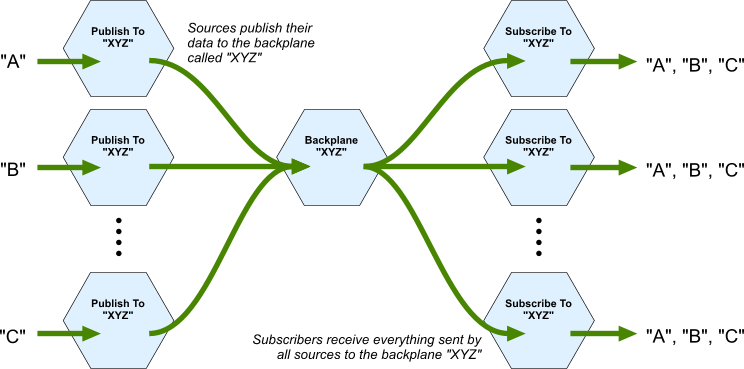 Publish To
"XYZ"
Sources publish their
data to the backplane
called "XYZ"
Subscribe To
"XYZ"
"A"
"A", "B", "C"
Publish To
"XYZ"
Backplane
"XYZ"
Subscribe To
"XYZ"
"B"
"A", "B", "C"
Publish To
"XYZ"
Subscribe To
"XYZ"
"C"
"A", "B", "C"
Subscribers receive everything sent by
all sources to the backplane "XYZ"